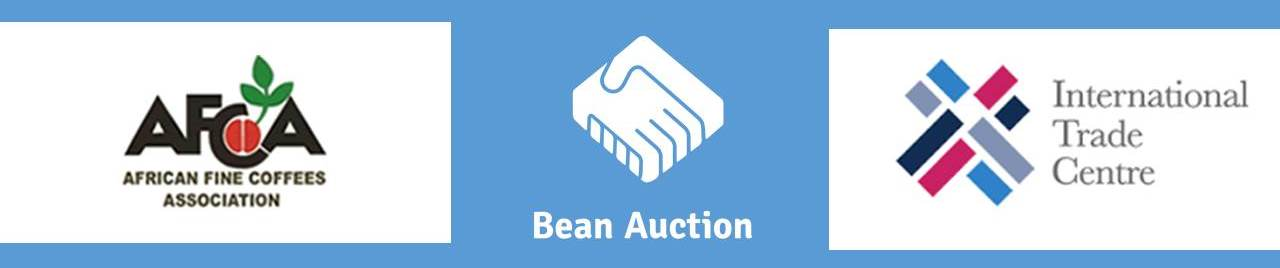 AFCA
AFRICAN FINE COFFEES
ASSOCIATION
Bean Auction
International
Trade
Centre